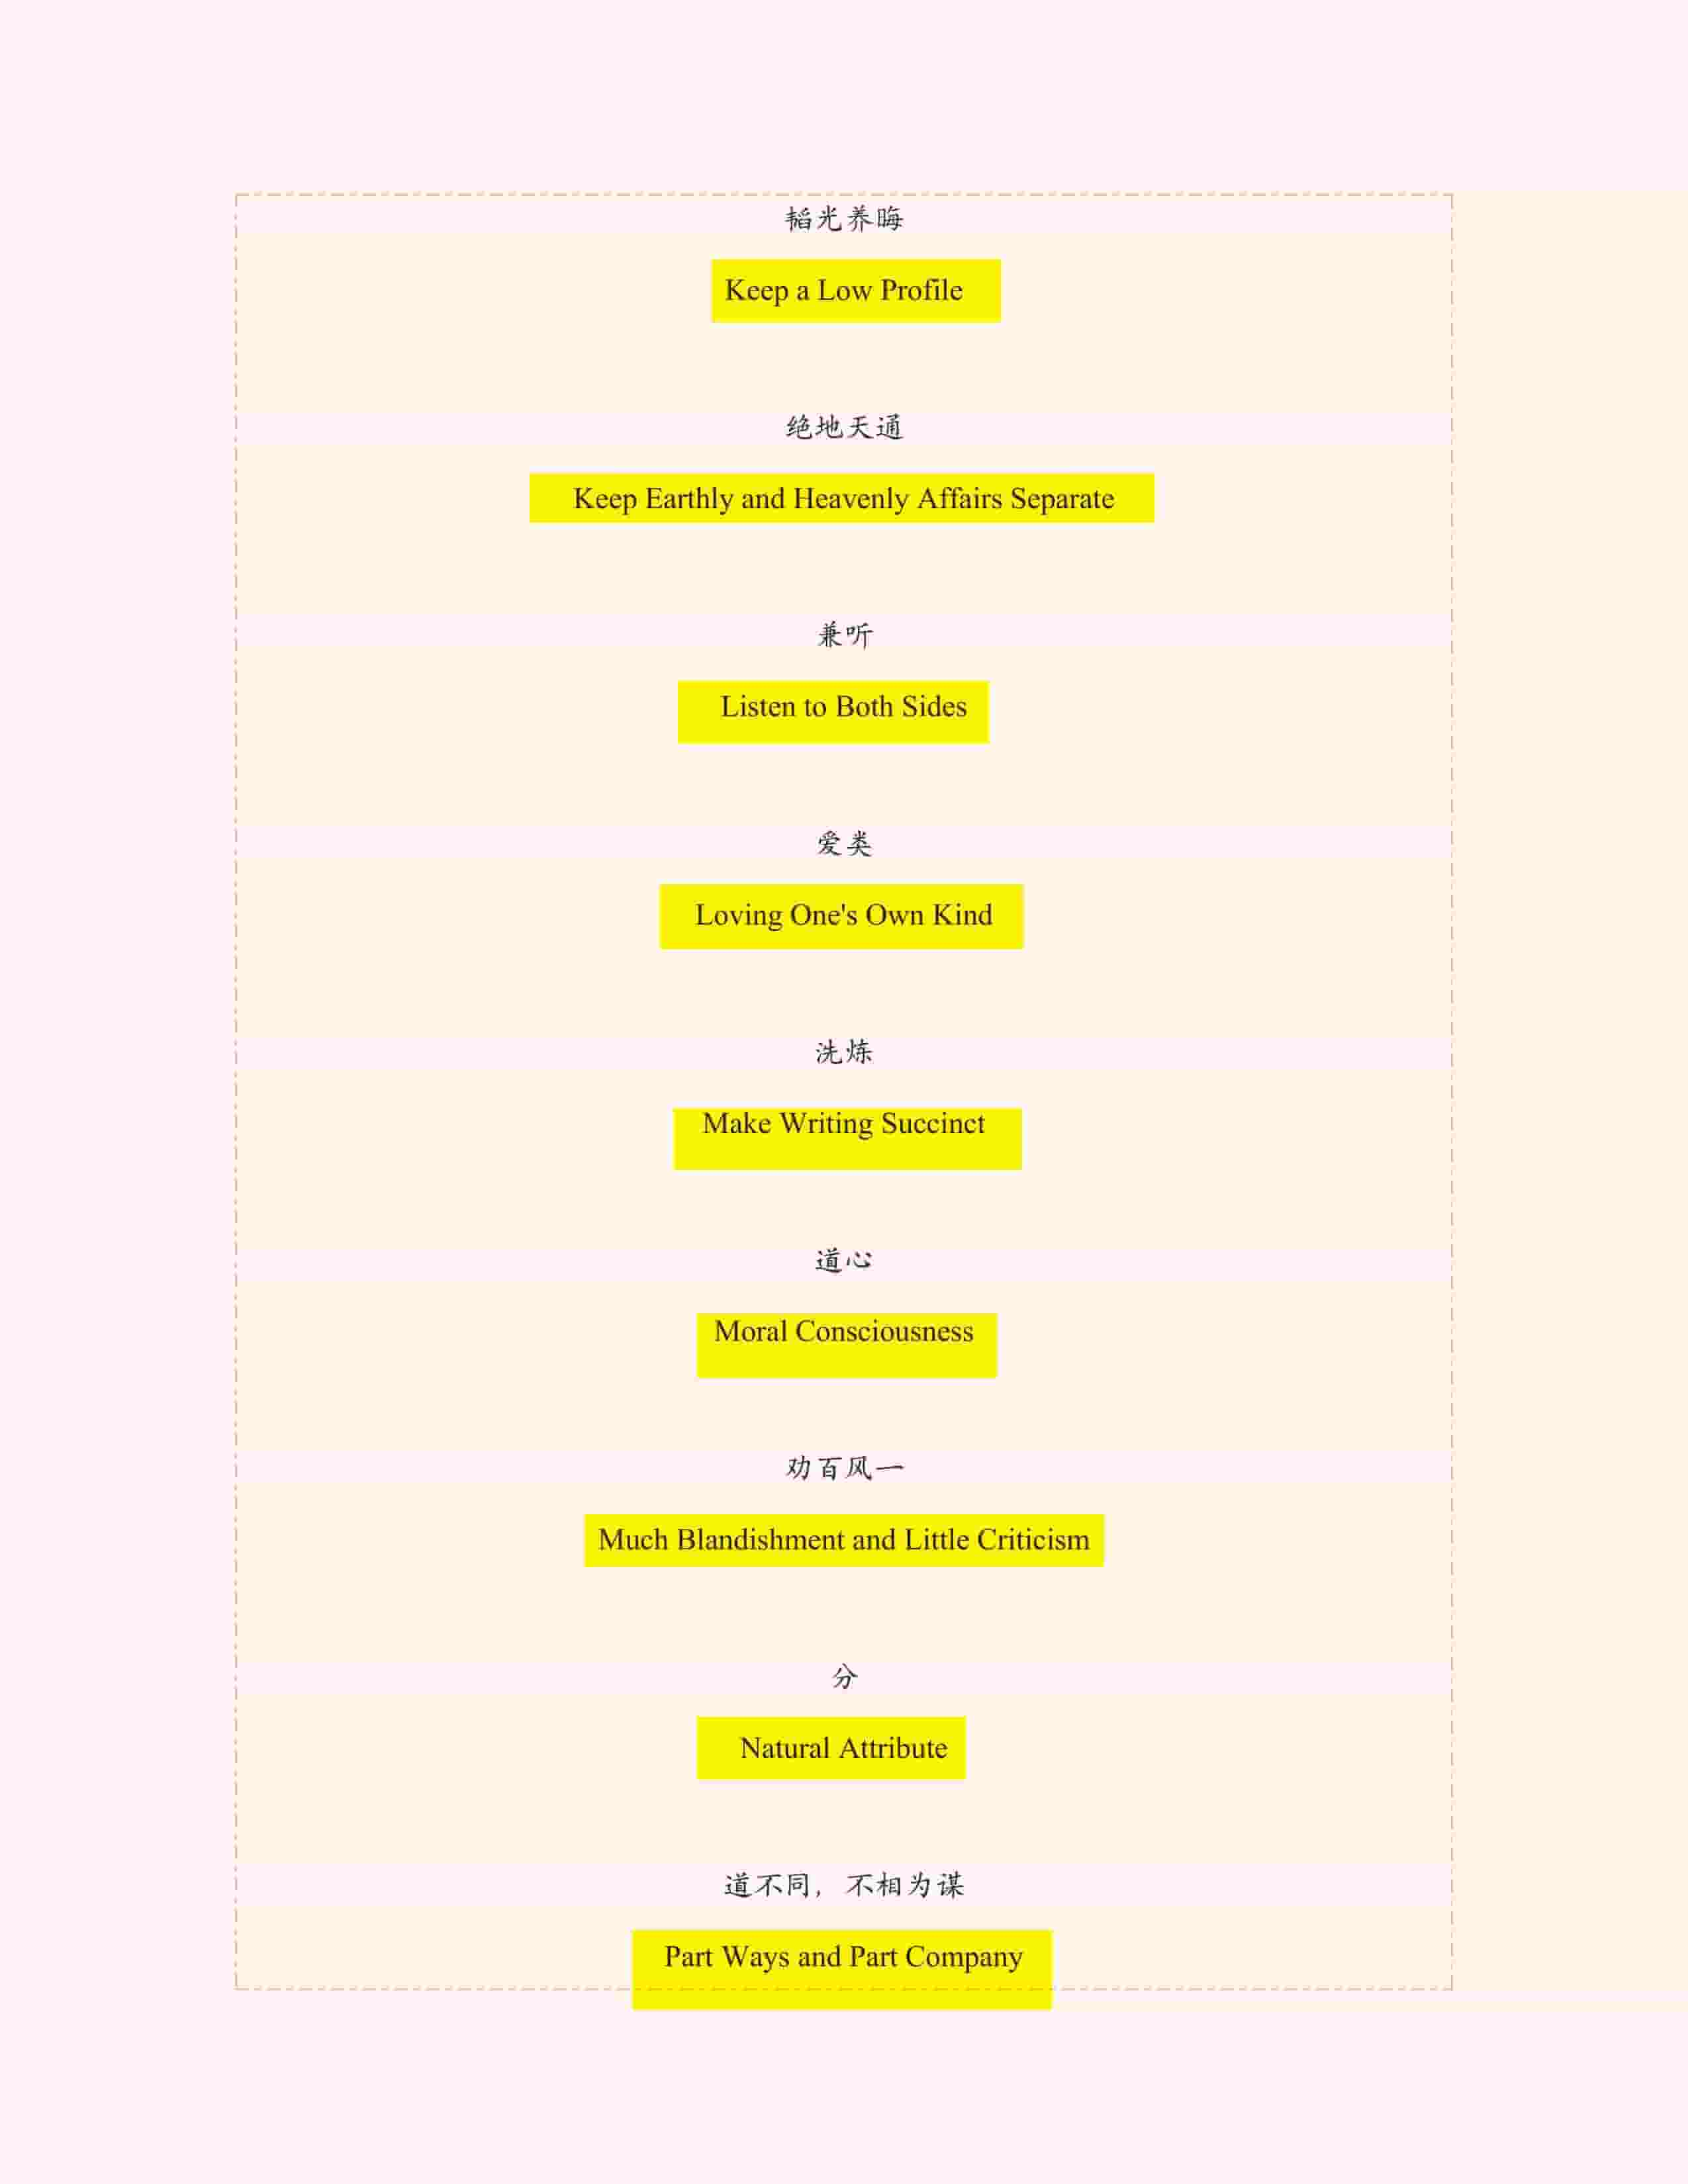 韬光养晦
Keep a Low Profile
绝地天通
Keep Earthly and Heavenly Affairs Separate
兼听
Listen to Both Sides
爱类
Loving One's Own Kind
洗炼
Make Writing Succinct
道心
Moral Consciousness
劝百风一
Much Blandishment and Little Criticism
分
Natural Attribute
道不同，不相为谋
Part Ways and Part Company